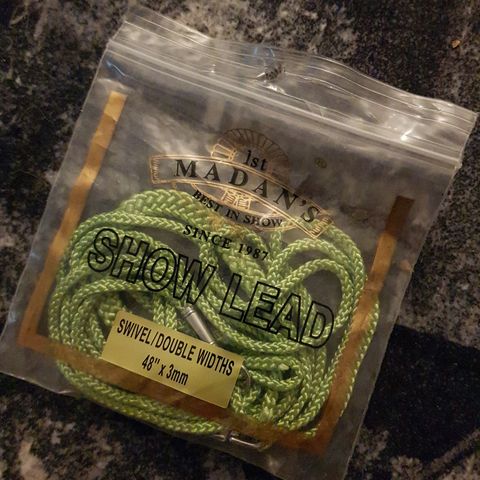 1st
MADAN'S
BEST IN SHOW
SINCE 1987
SHOW LEAD
SWIVEL/DOUBLE WIDTHS
48" x 3mm